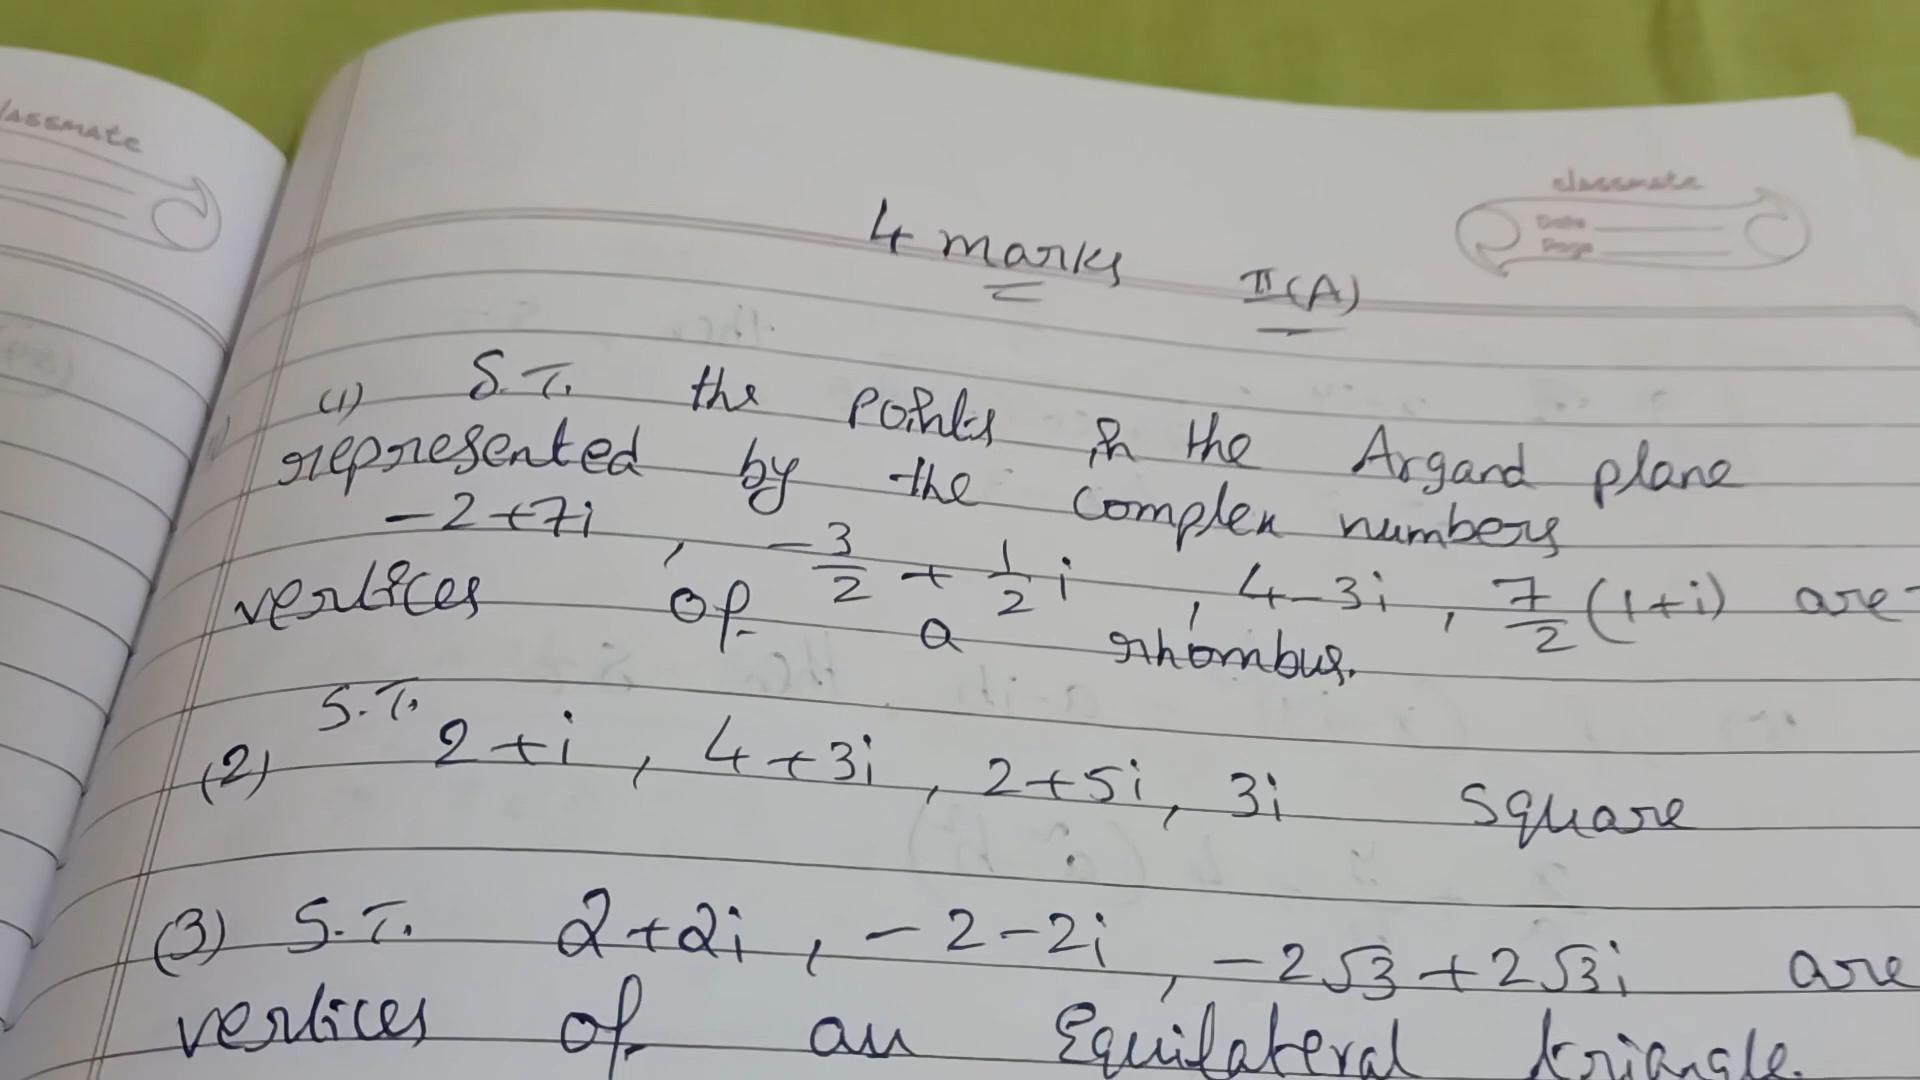 classmate
Date
Page
4 marks II(A)
(1) S.T. the points in the Argand plane
represented by the complex numbers
-2+7i, -3/2 + 1/2 i, 4-3i, 7/2 (1+i) are
vertices of a rhombus.
(2) S.T. 2+i, 4+3i, 2+5i, 3i square
(3) S.T. 2+2i, -2-2i, -2√3+2√3i are
vertices of an Equilateral triangle.